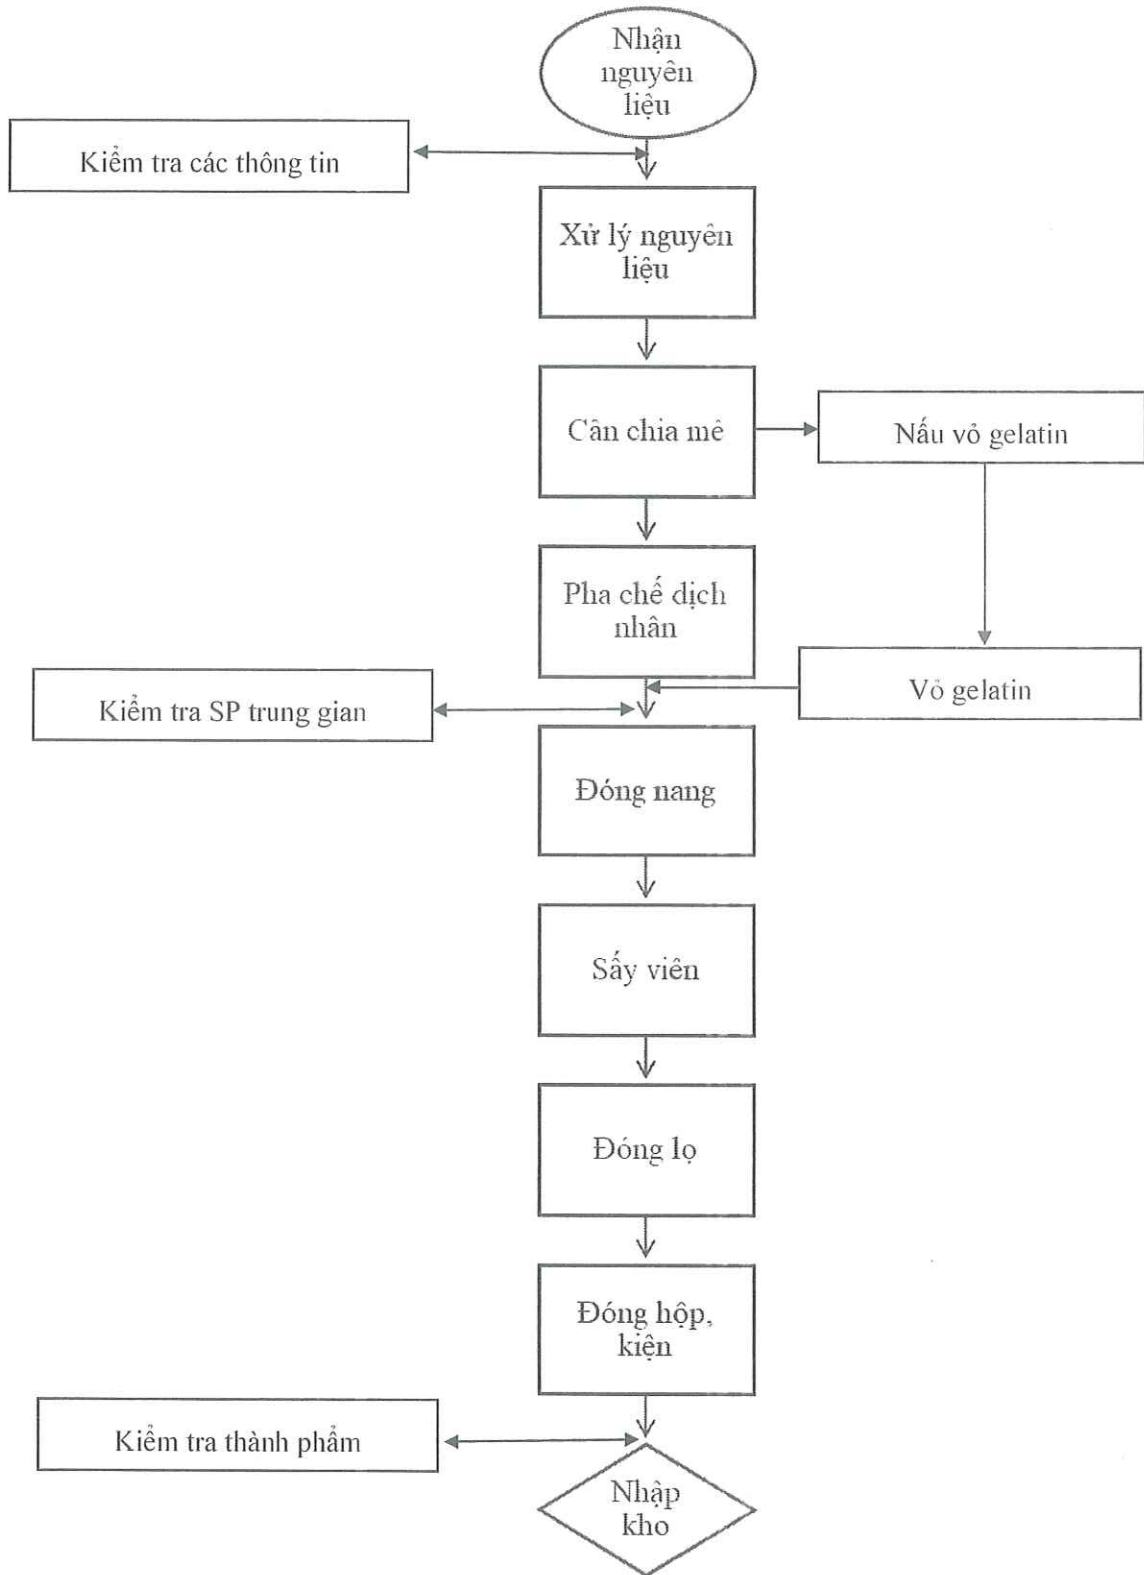 Nhận
nguyên
liệu
Kiểm tra các thông tin
Xử lý nguyên
liệu
Cân chia mẻ
Nấu vỏ gelatin
Pha chế dịch
nhân
Vỏ gelatin
Kiểm tra SP trung gian
Đóng nang
Sấy viên
Đóng lọ
Đóng hộp,
kiện
Kiểm tra thành phẩm
Nhập
kho